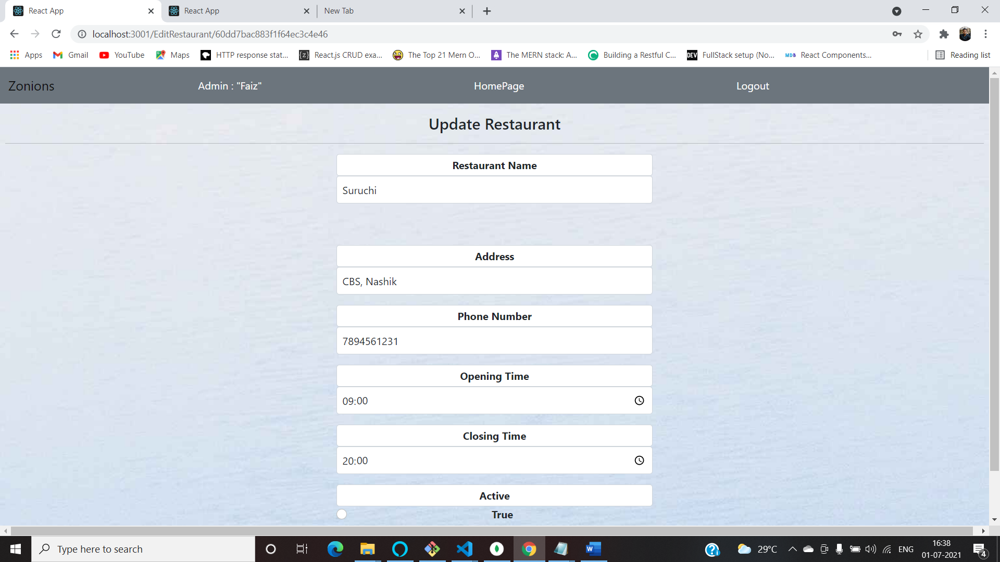 React App
React App
New Tab
localhost:3001/EditRestaurant/60dd7bac883f1f64ec3c4e46
Apps
Gmail
YouTube
Maps
HTTP response stat...
{z}
React.js CRUD exa...
The Top 21 Mern O...
The MERN stack: A...
Building a Restful C...
DEV
FullStack setup (No...
MDB
React Components...
Reading list
Zonions
Admin : "Faiz"
HomePage
Logout
Update Restaurant
Restaurant Name
Suruchi
Address
CBS, Nashik
Phone Number
7894561231
Opening Time
09:00
Closing Time
20:00
Active
True
Type here to search
W
29°C
ENG
16:38
01-07-2021
4